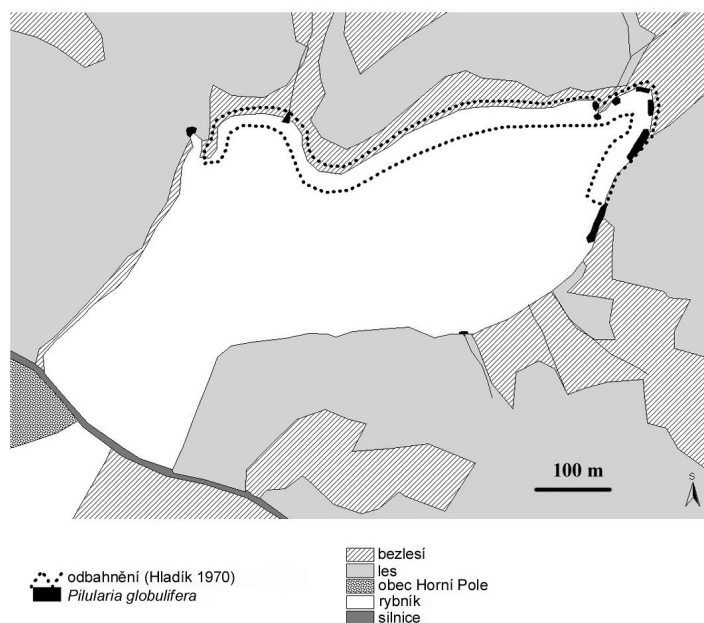 100 m
S
odbahnění (Hladík 1970)
Pilularia globulifera
bezlesí
les
obec Horní Pole
rybník
silnice